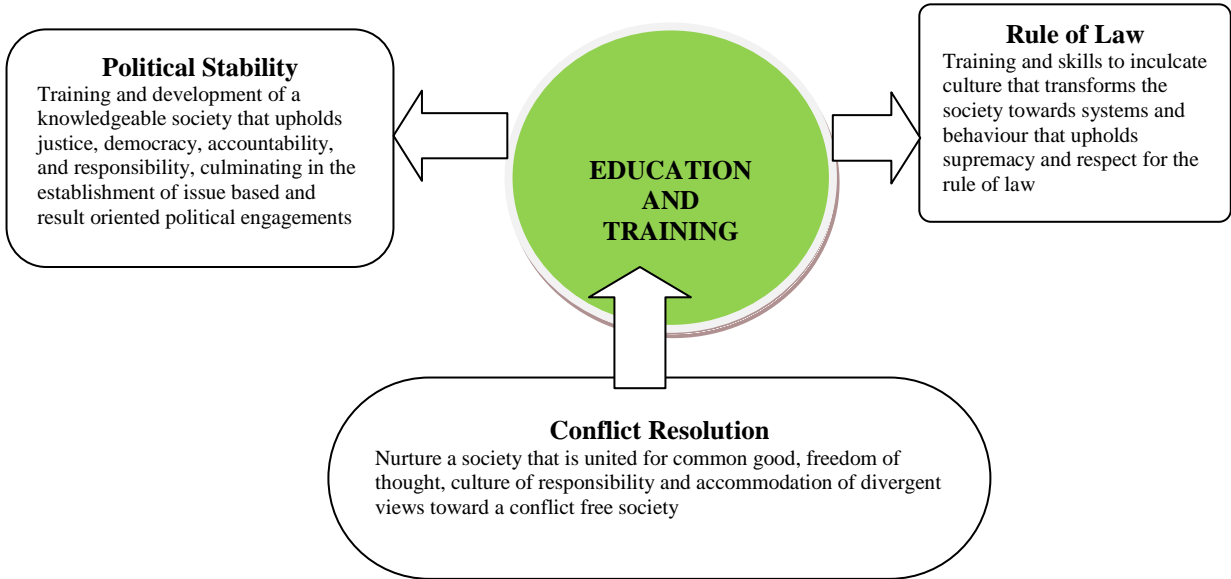 Political Stability
Training and development of a
knowledgeable society that upholds
justice, democracy, accountability,
and responsibility, culminating in the
establishment of issue based and
result oriented political engagements
EDUCATION
AND
TRAINING
Rule of Law
Training and skills to inculcate
culture that transforms the
society towards systems and
behaviour that upholds
supremacy and respect for the
rule of law
Conflict Resolution
Nurture a society that is united for common good, freedom of
thought, culture of responsibility and accommodation of divergent
views toward a conflict free society